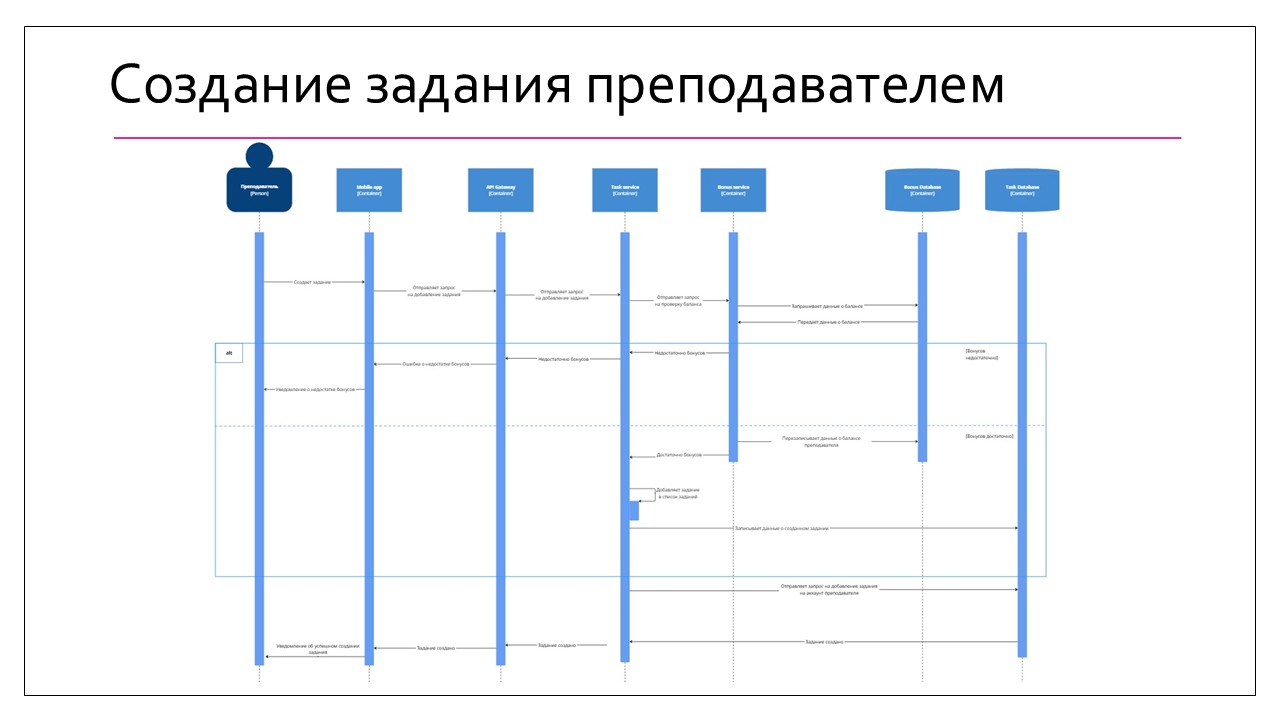 Создание задания преподавателем
Преподаватель
[Person]
Mobile app
[Container]
API Gateway
[Container]
Task service
[Container]
Bonus service
[Container]
Bonus Database
[Container]
Task Database
[Container]
Создает задание
Отправляет запрос
на добавление задания
Отправляет запрос
на добавление задания
Отправляет запрос
на проверку баланса
Запрашивает данные о балансе
Передает данные о балансе
alt
[Бонусов
недостаточно]
Недостаточно бонусов
Недостаточно бонусов
Ошибка о недостатке бонусов
Уведомление о недостатке бонусов
[Бонусов достаточно]
Перезаписывает данные о балансе
преподавателя
Достаточно бонусов
Добавляет задание
в список заданий
Записывает данные о созданном задании
Отправляет запрос на добавление задания
на аккаунт преподавателя
Задание создано
Задание создано
Задание создано
Уведомление об успешном создании
задания